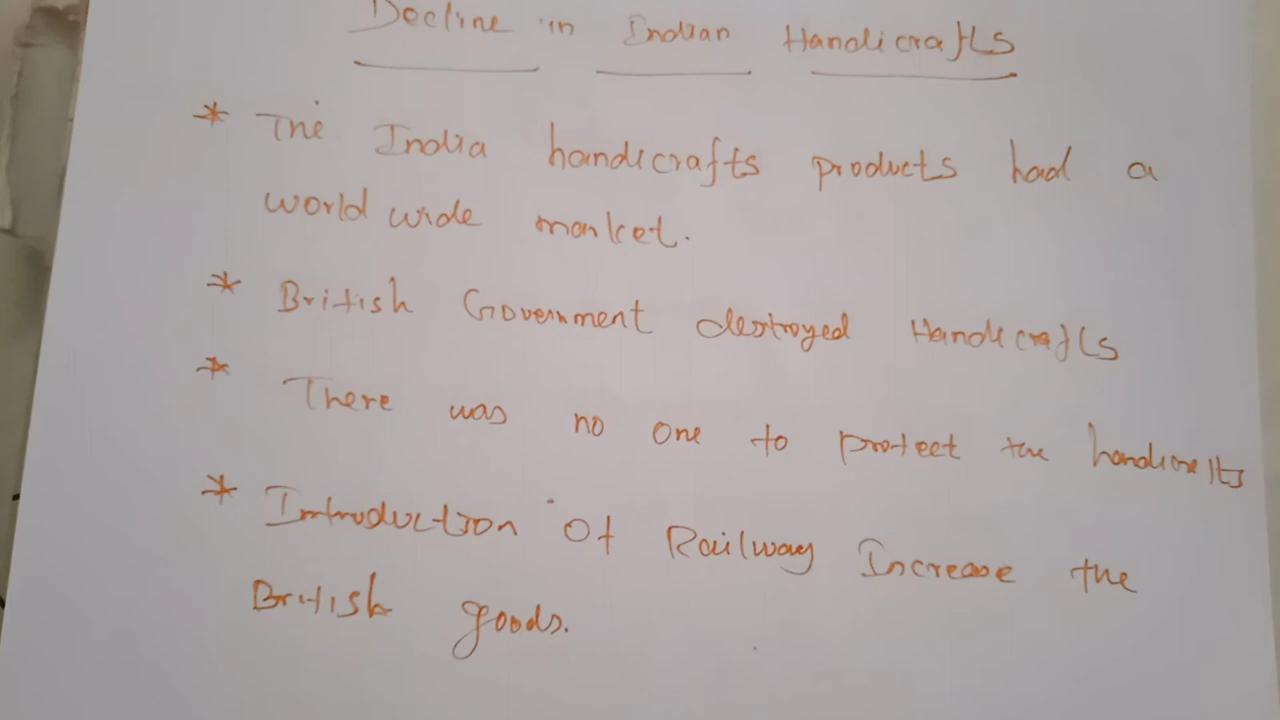 Decline in Indian Handicrafts
* The India handicrafts products had a
world wide market.
* British Government destroyed Handicrafts
* There was no one to protect the handicrafts
* Introduction Of Railway Increase the
British goods.